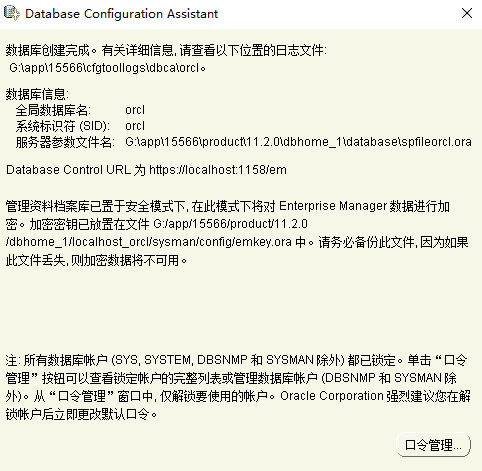 Database Configuration Assistant
数据库创建完成。有关详细信息, 请查看以下位置的日志文件:
G:\app\15566\cfgtoollogs\dbca\orcl。
数据库信息:
全局数据库名: orcl
系统标识符 (SID): orcl
服务器参数文件名: G:\app\15566\product\11.2.0\dbhome_1\database\spfileorcl.ora
Database Control URL 为 https://localhost:1158/em
管理资料档案库已置于安全模式下, 在此模式下将对 Enterprise Manager 数据进行加
密。加密密钥已放置在文件 G:/app/15566/product/11.2.0
/dbhome_1/localhost_orcl/sysman/config/emkey.ora 中。请务必备份此文件, 因为如果
此文件丢失, 则加密数据将不可用。
注: 所有数据库帐户 (SYS, SYSTEM, DBSNMP 和 SYSMAN 除外) 都已锁定。单击“口令
管理”按钮可以查看锁定帐户的完整列表或管理数据库帐户 (DBSNMP 和 SYSMAN 除
外)。从“口令管理”窗口中, 仅解锁要使用的帐户。Oracle Corporation 强烈建议您在解
锁帐户后立即更改默认口令。
口令管理...